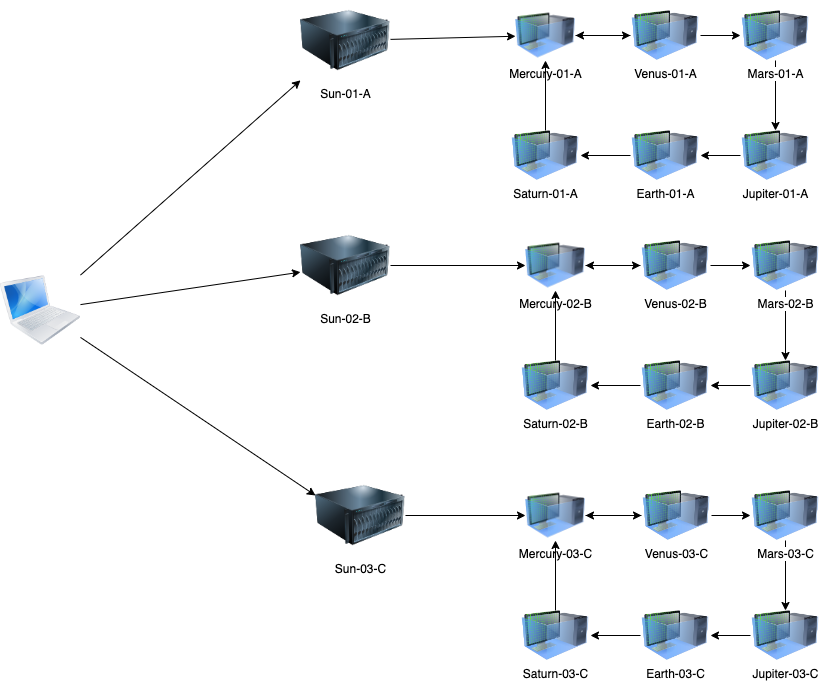 Sun-01-A
Mercury-01-A
Venus-01-A
Mars-01-A
Saturn-01-A
Earth-01-A
Jupiter-01-A
Sun-02-B
Mercury-02-B
Venus-02-B
Mars-02-B
Saturn-02-B
Earth-02-B
Jupiter-02-B
Sun-03-C
Mercury-03-C
Venus-03-C
Mars-03-C
Saturn-03-C
Earth-03-C
Jupiter-03-C